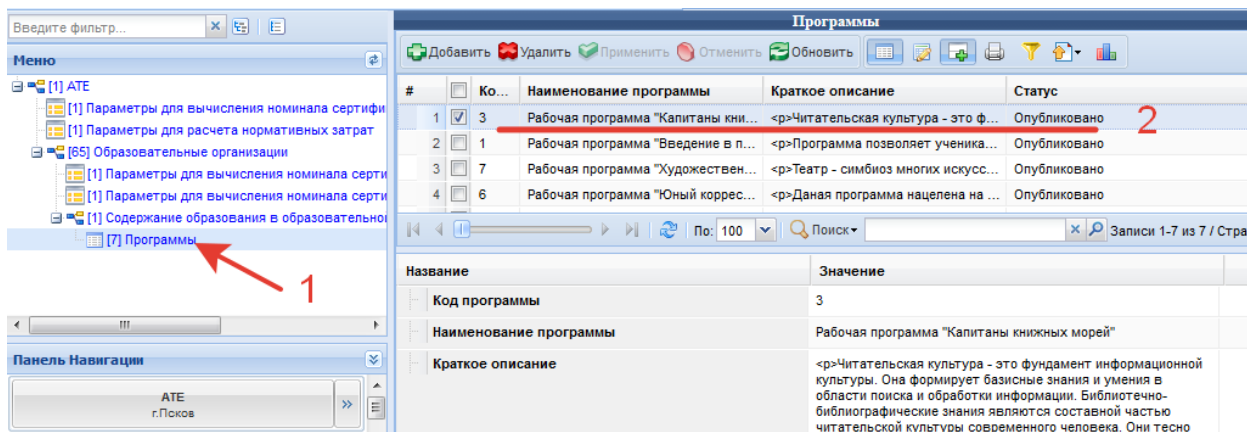 Программы
Введите фильтр...
Меню
[1] АТЕ
[1] Параметры для вычисления номинала сертифи
[1] Параметры для расчета нормативных затрат
[65] Образовательные организации
[1] Параметры для вычисления номинала серти
[1] Параметры для вычисления номинала серти
[1] Содержание образования в образовательно
[7] Программы
1
Панель Навигации
АТЕ
г.Псков
Добавить Удалить Применить Отменить Обновить
# Ко... Наименование программы Краткое описание Статус
1 3 Рабочая программа "Капитаны кни... <p>Читательская культура - это ф... Опубликовано 2
2 1 Рабочая программа "Введение в п... <p>Программа позволяет ученика... Опубликовано
3 7 Рабочая программа "Художествен... <p>Театр - симбиоз многих искусс... Опубликовано
4 6 Рабочая программа "Юный коррес... <p>Даная программа нацелена на ... Опубликовано
По: 100 Поиск Записи 1-7 из 7 / Стра
Название Значение
Код программы 3
Наименование программы Рабочая программа "Капитаны книжных морей"
Краткое описание <p>Читательская культура - это фундамент информационной
культуры. Она формирует базисные знания и умения в
области поиска и обработки информации. Библиотечно-
библиографические знания являются составной частью
читательской культуры современного человека. Они тесно